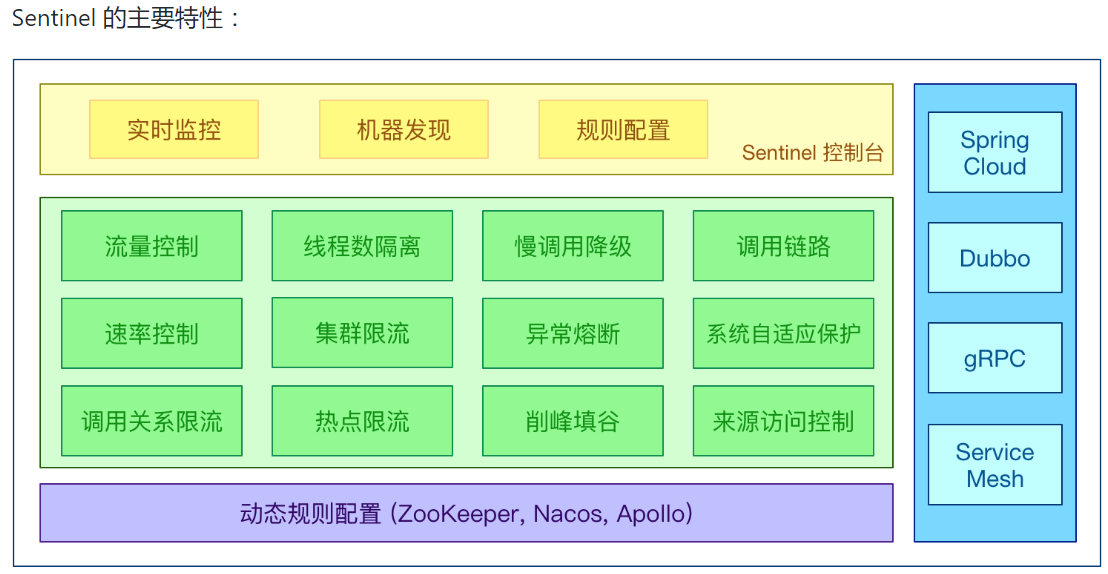 Sentinel 的主要特性：
实时监控
机器发现
规则配置
Sentinel 控制台
流量控制
线程数隔离
慢调用降级
调用链路
速率控制
集群限流
异常熔断
系统自适应保护
调用关系限流
热点限流
削峰填谷
来源访问控制
动态规则配置 (ZooKeeper, Nacos, Apollo)
Spring
Cloud
Dubbo
gRPC
Service
Mesh